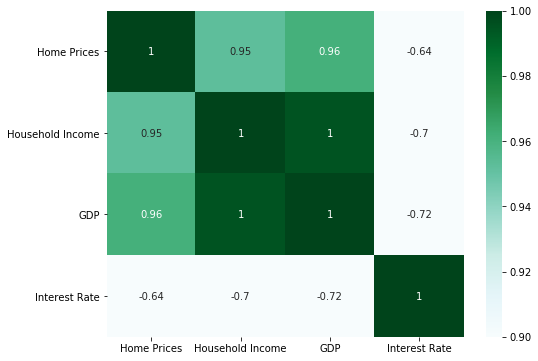 Home Prices 1 0.95 0.96 -0.64
Household Income 0.95 1 1 -0.7
GDP 0.96 1 1 -0.72
Interest Rate -0.64 -0.7 -0.72 1
Home Prices Household Income GDP Interest Rate
1.00
0.98
0.96
0.94
0.92
0.90